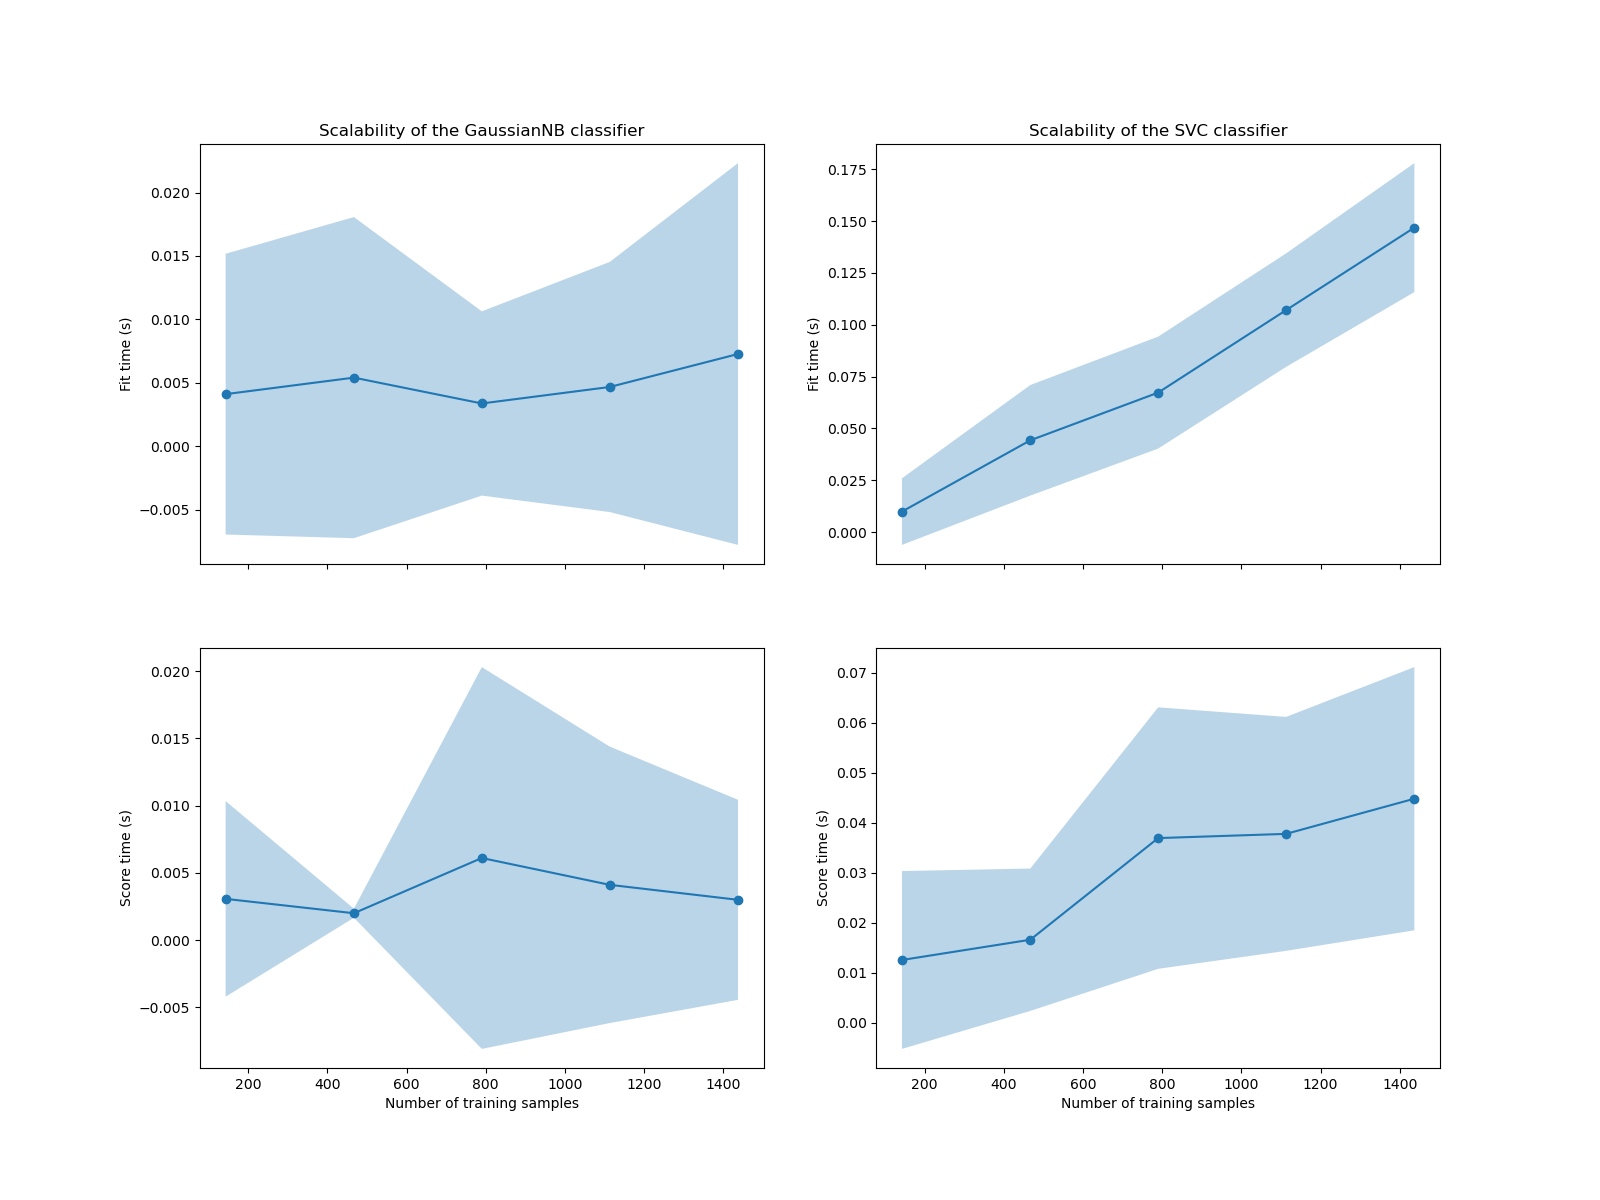 Scalability of the GaussianNB classifier
Fit time (s)
0.020
0.015
0.010
0.005
0.000
−0.005
Scalability of the SVC classifier
Fit time (s)
0.175
0.150
0.125
0.100
0.075
0.050
0.025
0.000
Score time (s)
0.020
0.015
0.010
0.005
0.000
−0.005
200 400 600 800 1000 1200 1400
Number of training samples
Score time (s)
0.07
0.06
0.05
0.04
0.03
0.02
0.01
0.00
200 400 600 800 1000 1200 1400
Number of training samples